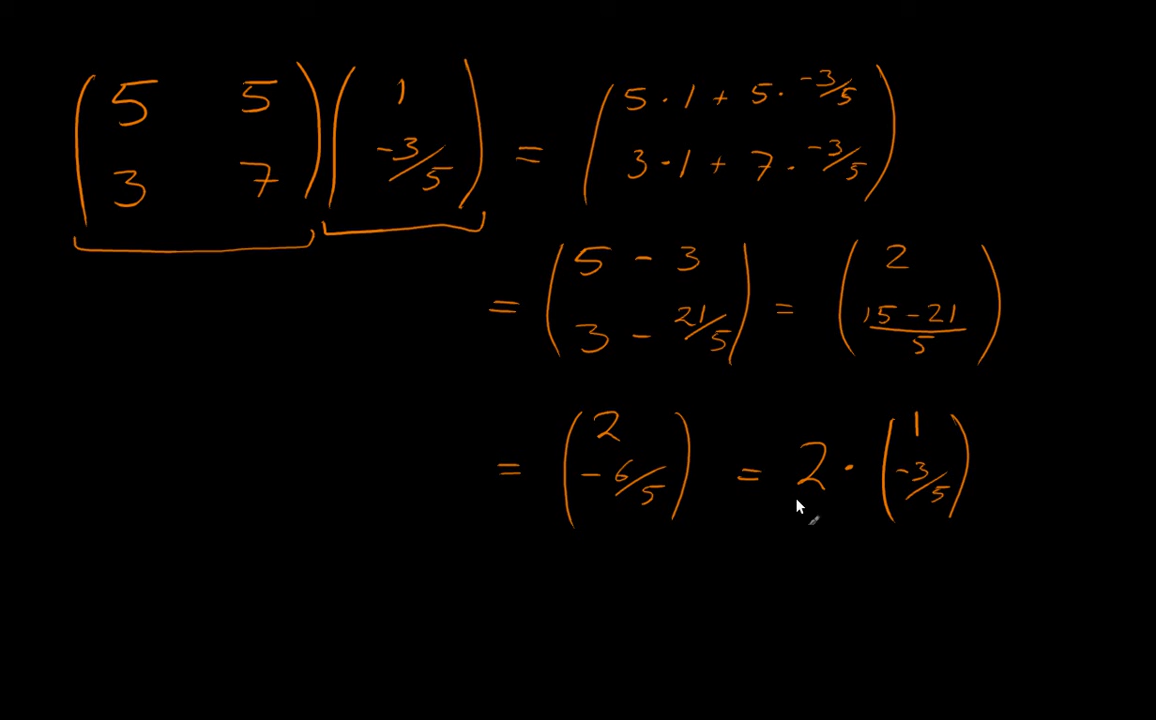 ( 5 5 ) ( 1 ) = ( 5 · 1 + 5 · -3/5 )
( 3 7 ) ( -3/5 ) ( 3 · 1 + 7 · -3/5 )
= ( 5 - 3 ) = ( 2 )
( 3 - 21/5 ) ( 15 - 21 / 5 )
= ( 2 ) = 2 · ( 1 )
( -6/5 ) ( -3/5 )